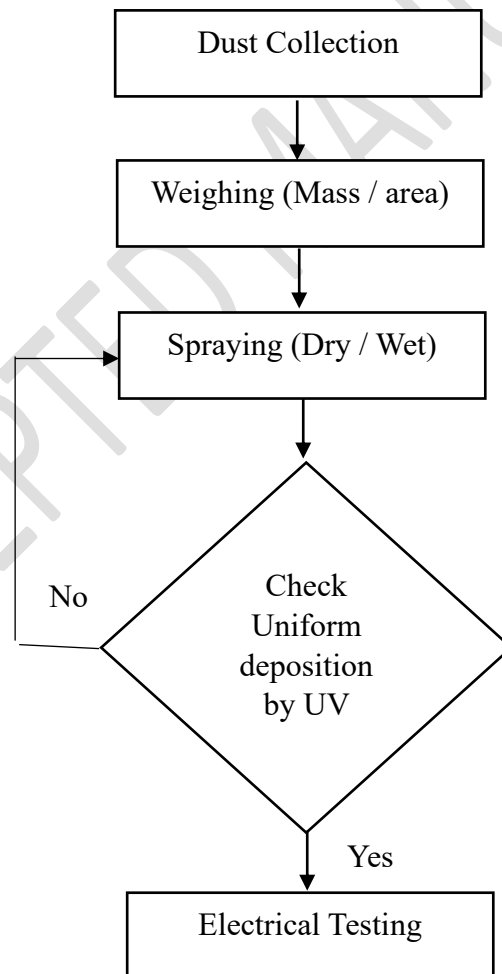 Dust Collection
Weighing (Mass / area)
Spraying (Dry / Wet)
No
Check
Uniform
deposition
by UV
Yes
Electrical Testing